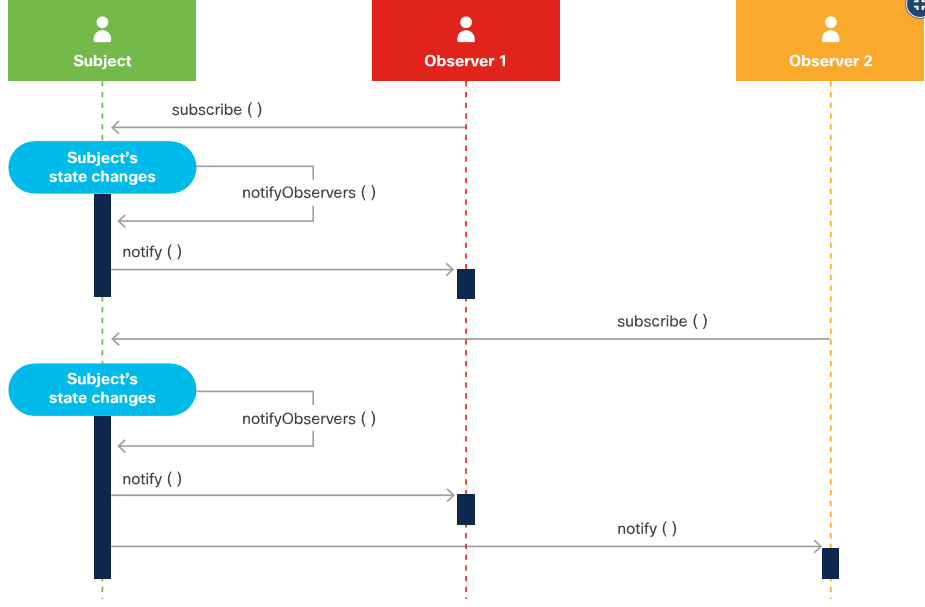 Subject
Observer 1
Observer 2
subscribe ( )
Subject's
state changes
notifyObservers ( )
notify ( )
subscribe ( )
Subject's
state changes
notifyObservers ( )
notify ( )
notify ( )